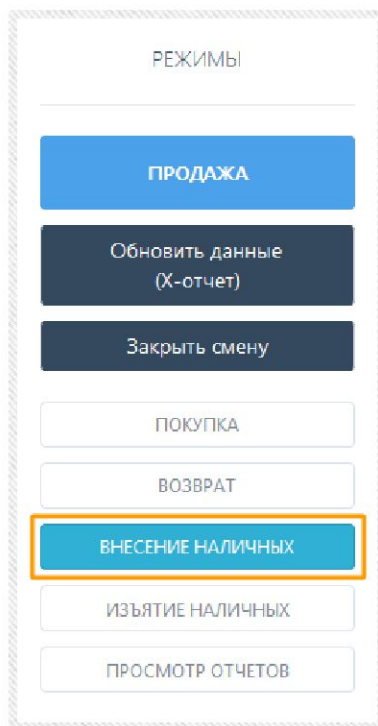 РЕЖИМЫ
ПРОДАЖА
Обновить данные
(X-отчет)
Закрыть смену
ПОКУПКА
ВОЗВРАТ
ВНЕСЕНИЕ НАЛИЧНЫХ
ИЗЪЯТИЕ НАЛИЧНЫХ
ПРОСМОТР ОТЧЕТОВ